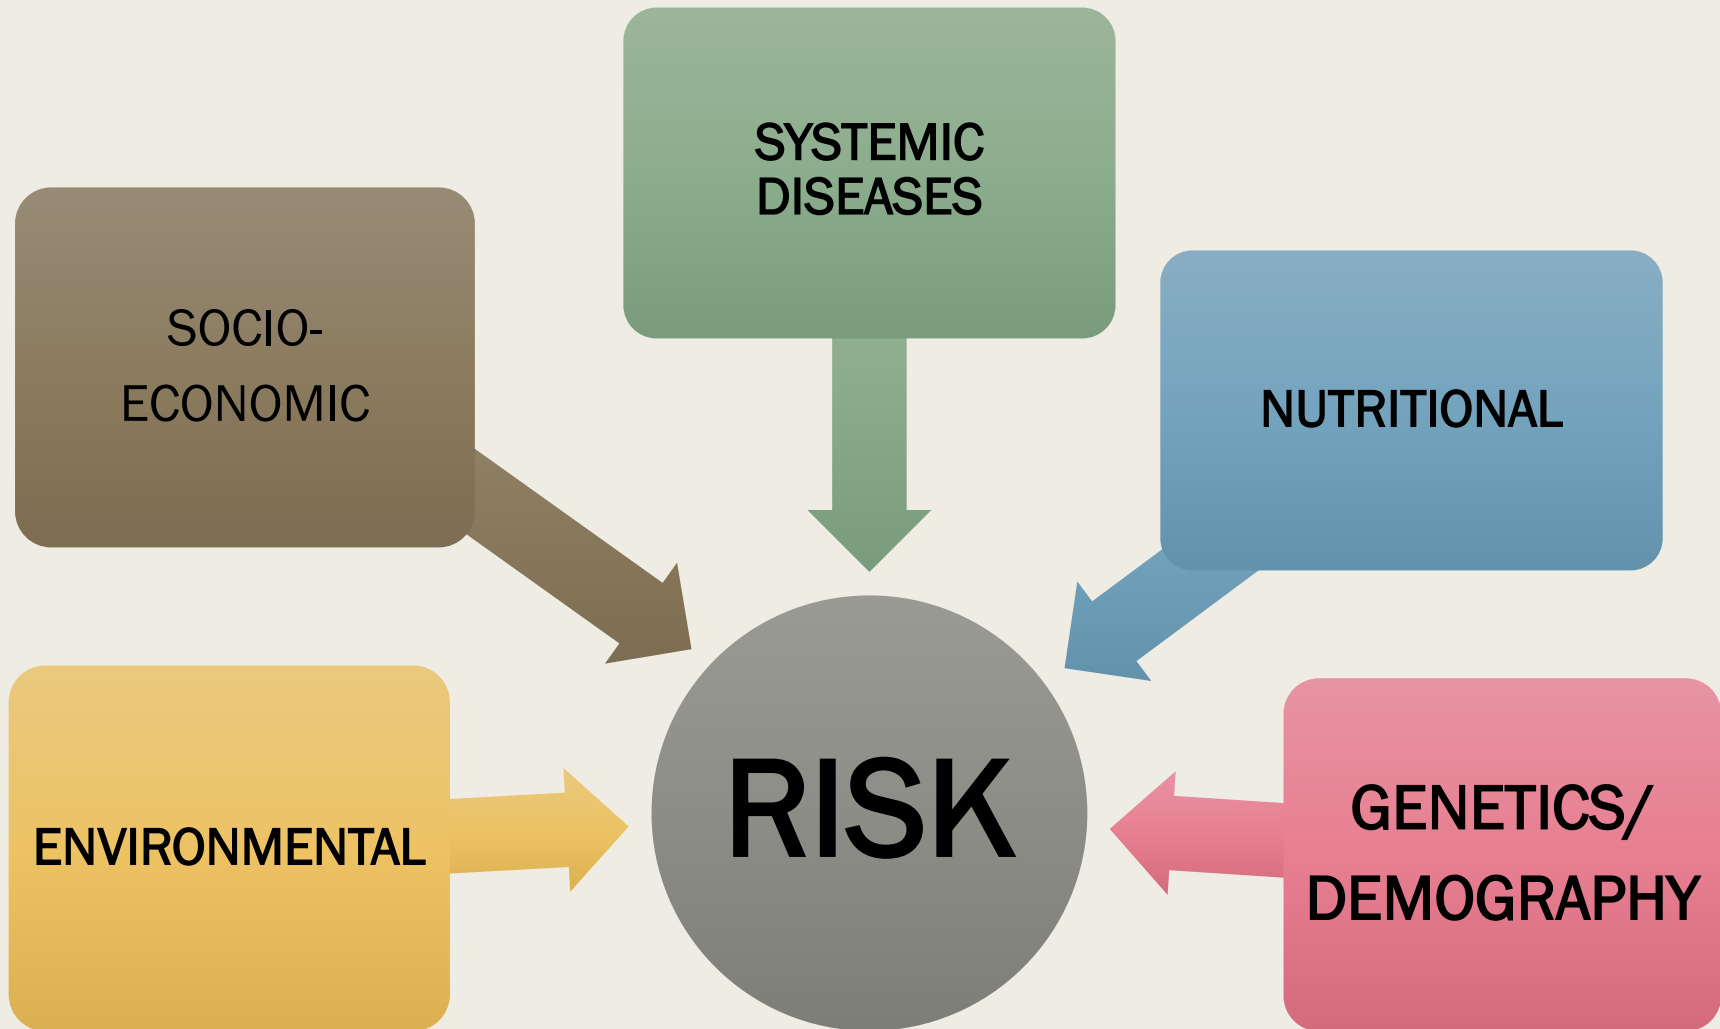 SYSTEMIC
DISEASES
SOCIO-
ECONOMIC
NUTRITIONAL
ENVIRONMENTAL
RISK
GENETICS/
DEMOGRAPHY